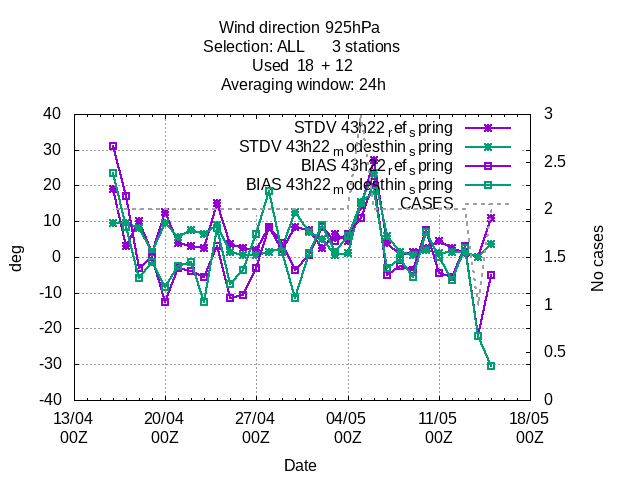 Wind direction 925hPa
Selection: ALL 3 stations
Used 18 + 12
Averaging window: 24h
40 3
STDV 43h22_ref_spring
30
STDV 43h22_modesthin_spring
2.5
BIAS 43h22_ref_spring
20
BIAS 43h22_modesthin_spring
CASES
2
10
deg 0 1.5 No cases
-10
1
-20
0.5
-30
-40 0
13/04 20/04 27/04 04/05 11/05 18/05
00Z 00Z 00Z 00Z 00Z 00Z
Date